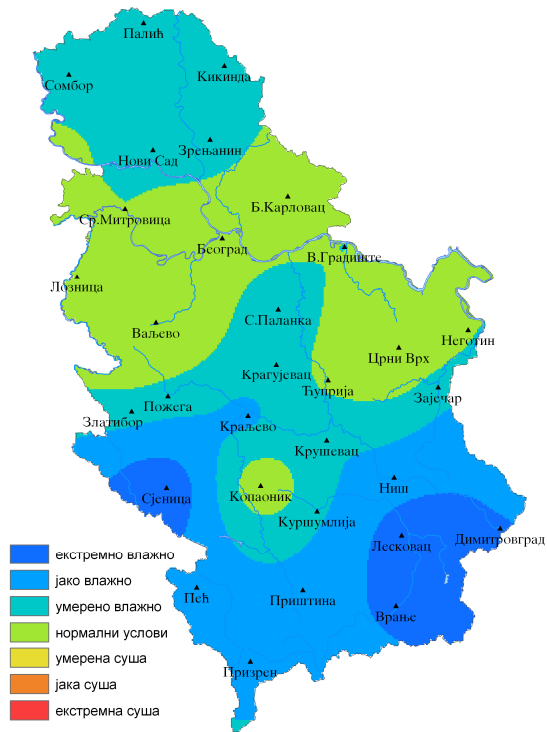 Палић
Кикинда
Сомбор
Зрењанин
Нови Сад
Б.Карловац
Ср.Митровица
Београд
В.Градиште
Лозница
С.Паланка
Ваљево
Неготин
Црни Врх
Крагујевац
Ћуприја
Зајечар
Пожега
Златибор
Краљево
Крушевац
Ниш
Сјеница
Копаоник
Куршумлија
Димитровград
Лесковац
Пећ
Приштина
Врање
Призрен
екстремно влажно
јако влажно
умерено влажно
нормални услови
умерена суша
јака суша
екстремна суша